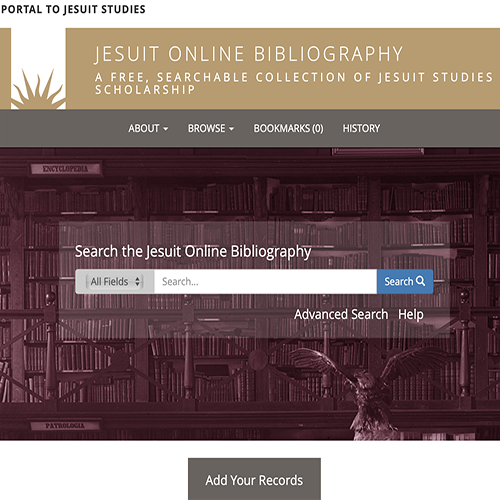 PORTAL TO JESUIT STUDIES
JESUIT ONLINE BIBLIOGRAPHY
A FREE, SEARCHABLE COLLECTION OF JESUIT STUDIES
SCHOLARSHIP
ABOUT BROWSE BOOKMARKS (0) HISTORY
ENCYCLOPEDIA
Search the Jesuit Online Bibliography
All Fields Search... Search
Advanced Search Help
PATROLOGIA
Add Your Records